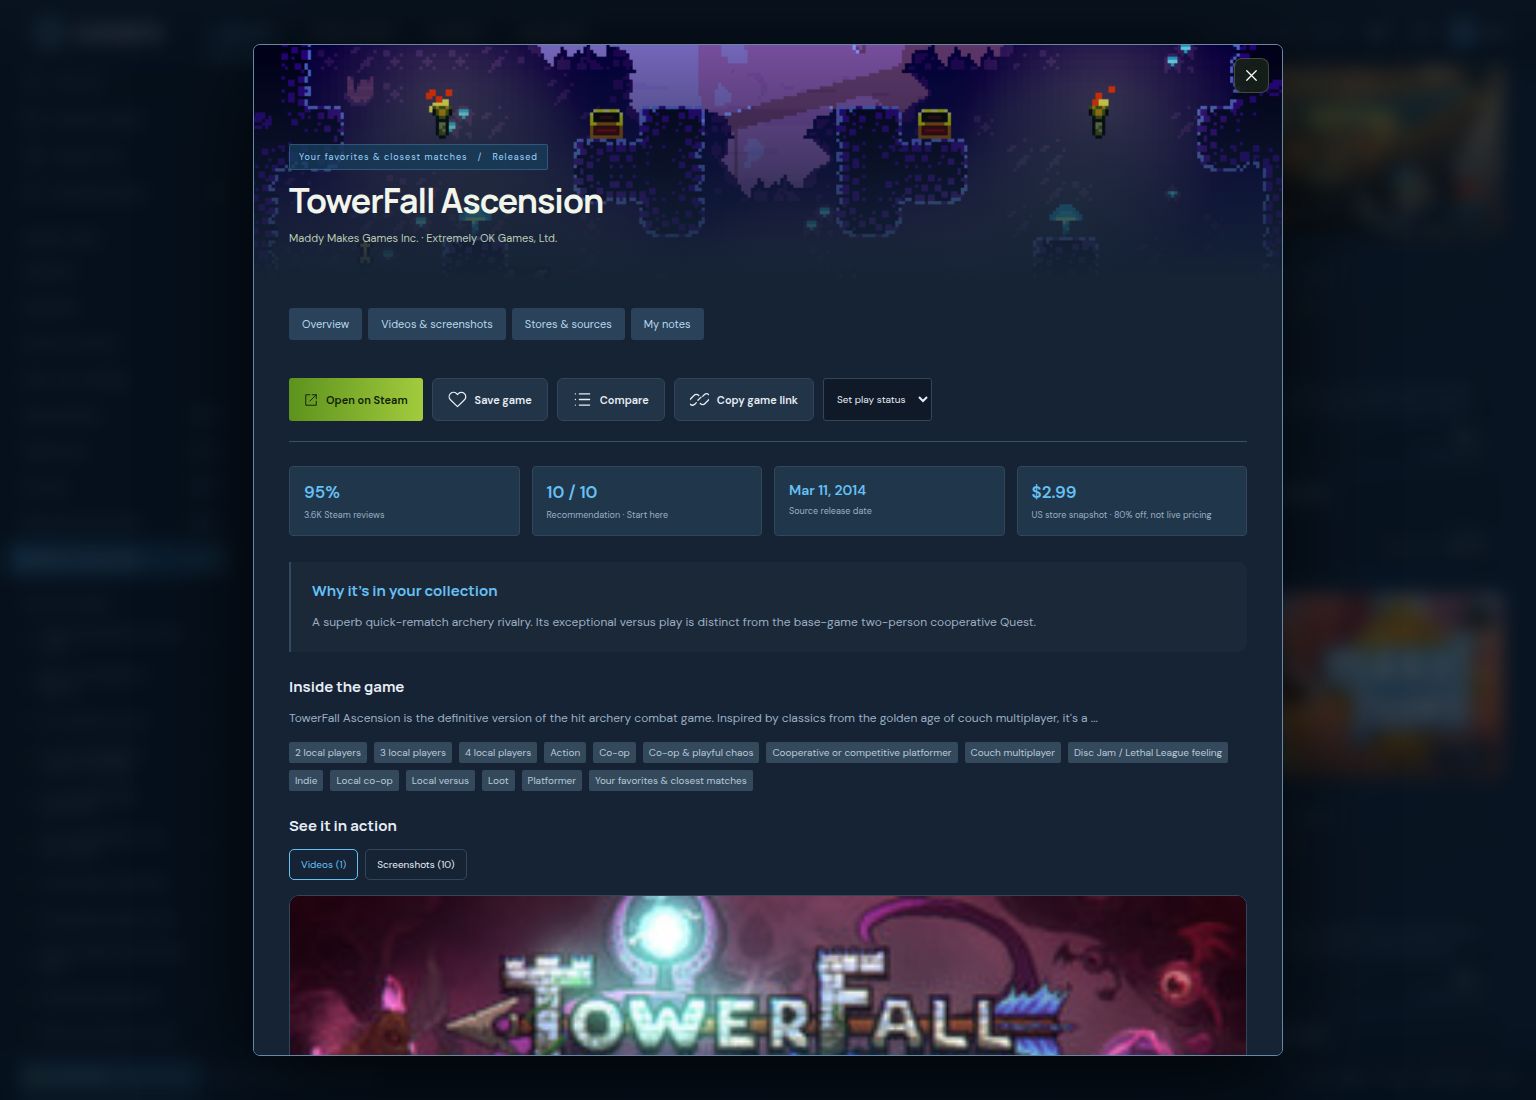 Your favorites & closest matches / Released
TowerFall Ascension
Maddy Makes Games Inc. · Extremely OK Games, Ltd.
Overview
Videos & screenshots
Stores & sources
My notes
Open on Steam
Save game
Compare
Copy game link
Set play status
95%
3.6K Steam reviews
10 / 10
Recommendation · Start here
Mar 11, 2014
Source release date
$2.99
US store snapshot · 80% off, not live pricing
Why it's in your collection
A superb quick-rematch archery rivalry. Its exceptional versus play is distinct from the base-game two-person cooperative Quest.
Inside the game
TowerFall Ascension is the definitive version of the hit archery combat game. Inspired by classics from the golden age of couch multiplayer, it's a ...
2 local players
3 local players
4 local players
Action
Co-op
Co-op & playful chaos
Cooperative or competitive platformer
Couch multiplayer
Disc Jam / Lethal League feeling
Indie
Local co-op
Local versus
Loot
Platformer
Your favorites & closest matches
See it in action
Videos (1)
Screenshots (10)
TOWERFALL